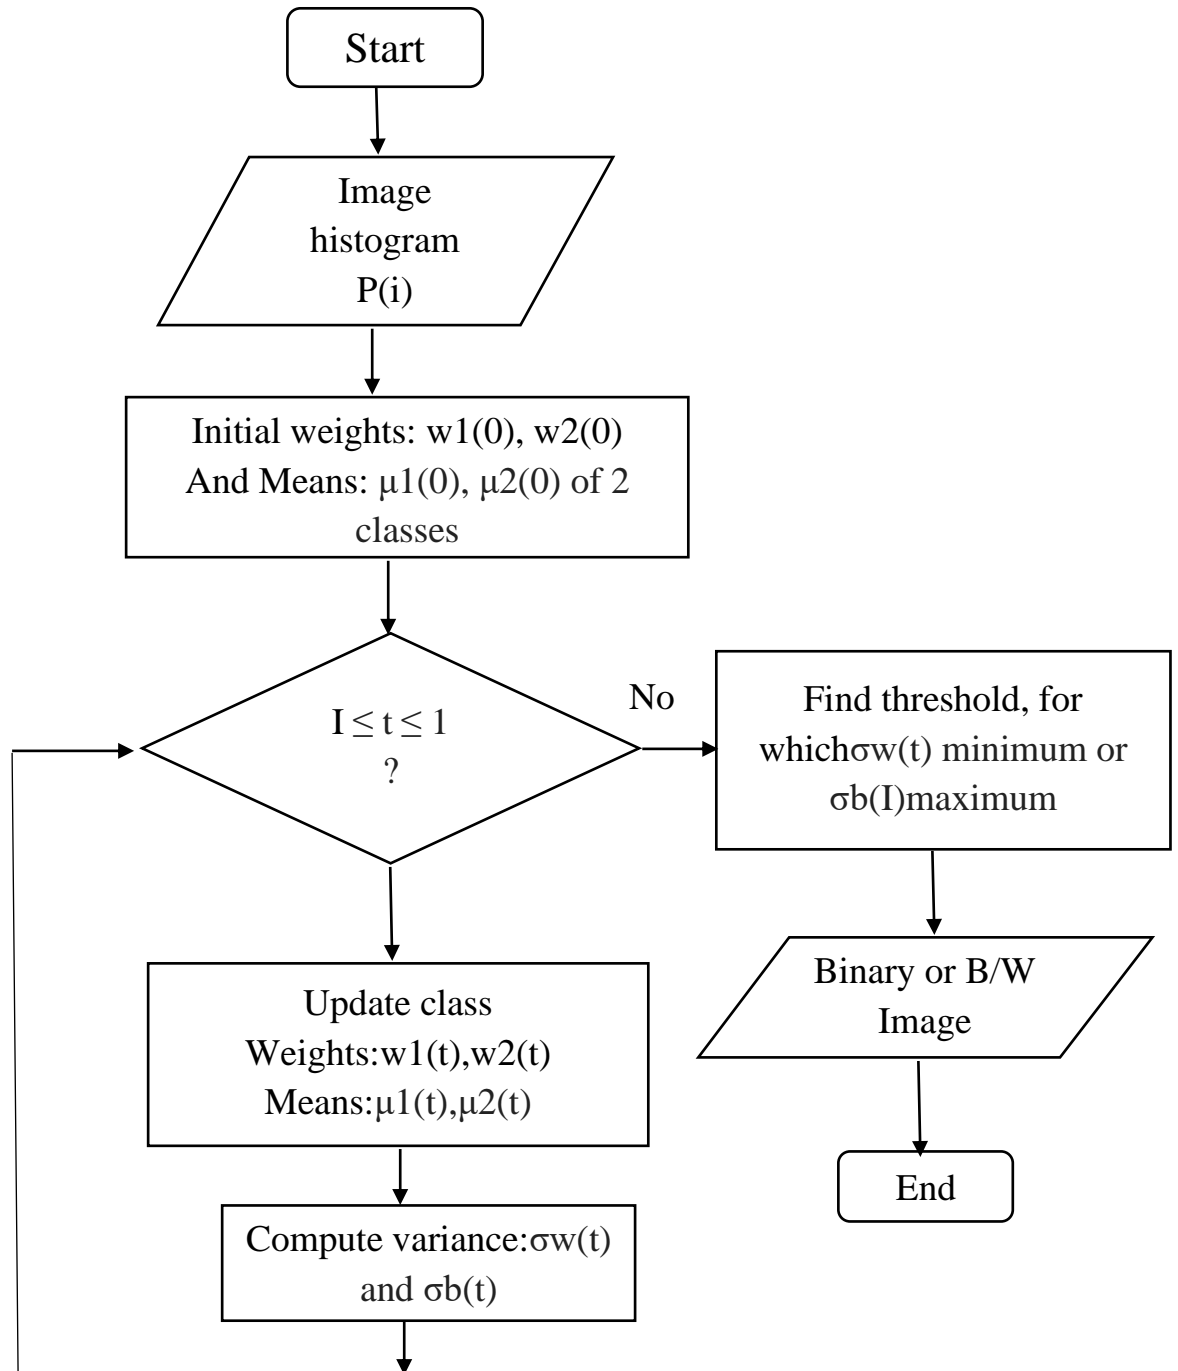 Start
Image
histogram
P(i)
Initial weights: w1(0), w2(0)
And Means: μ1(0), μ2(0) of 2
classes
I ≤ t ≤ 1
?
No
Find threshold, for
whichσw(t) minimum or
σb(I)maximum
Binary or B/W
Image
End
Update class
Weights:w1(t),w2(t)
Means:μ1(t),μ2(t)
Compute variance:σw(t)
and σb(t)